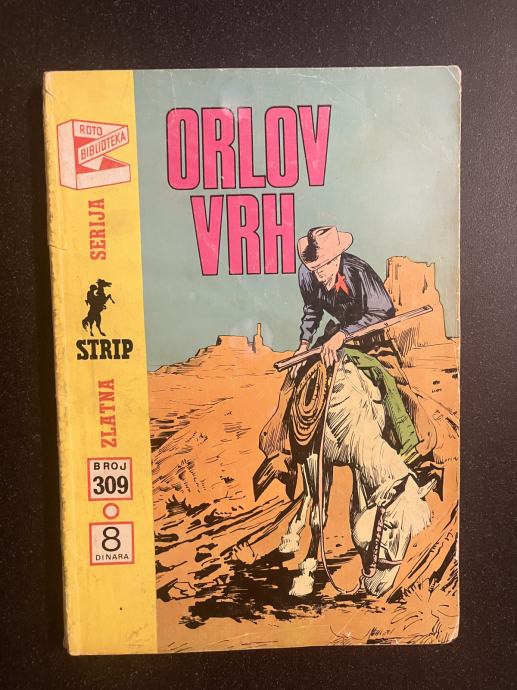 ROTO
BIBLIOTEKA
ZLATNA
SERIJA
STRIP
BROJ
309
8
DINARA
ORLOV
VRH